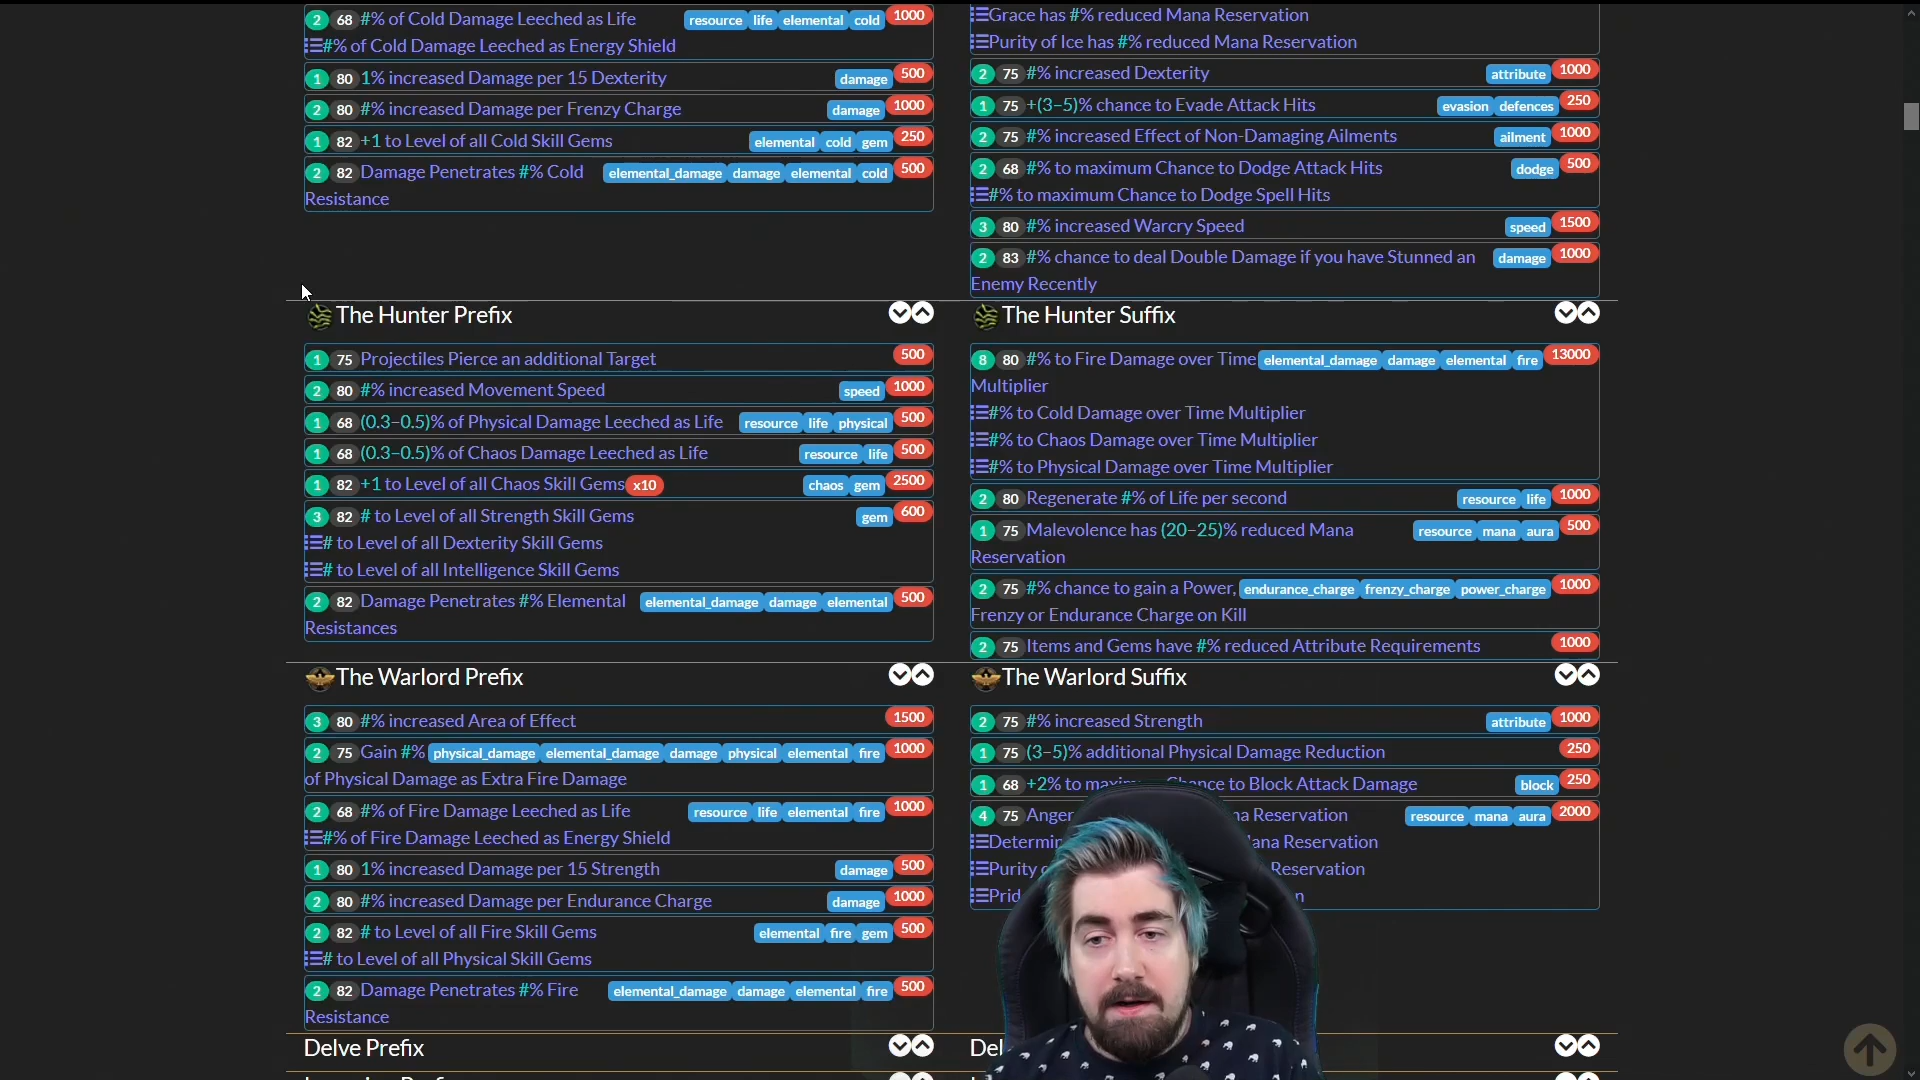 2 68 #% of Cold Damage Leeched as Life resource life elemental cold 1000
#% of Cold Damage Leeched as Energy Shield
1 80 1% increased Damage per 15 Dexterity damage 500
2 80 #% increased Damage per Frenzy Charge damage 1000
1 82 +1 to Level of all Cold Skill Gems elemental cold gem 250
2 82 Damage Penetrates #% Cold elemental_damage damage elemental cold 500
Resistance
Grace has #% reduced Mana Reservation
Purity of Ice has #% reduced Mana Reservation
2 75 #% increased Dexterity attribute 1000
1 75 +(3–5)% chance to Evade Attack Hits evasion defences 250
2 75 #% increased Effect of Non-Damaging Ailments ailment 1000
2 68 #% to maximum Chance to Dodge Attack Hits dodge 500
#% to maximum Chance to Dodge Spell Hits
3 80 #% increased Warcry Speed speed 1500
2 83 #% chance to deal Double Damage if you have Stunned an damage 1000
Enemy Recently
The Hunter Prefix
1 75 Projectiles Pierce an additional Target 500
2 80 #% increased Movement Speed speed 1000
1 68 (0.3–0.5)% of Physical Damage Leeched as Life resource life physical 500
1 68 (0.3–0.5)% of Chaos Damage Leeched as Life resource life 500
1 82 +1 to Level of all Chaos Skill Gems x10 chaos gem 2500
3 82 # to Level of all Strength Skill Gems gem 600
# to Level of all Dexterity Skill Gems
# to Level of all Intelligence Skill Gems
2 82 Damage Penetrates #% Elemental elemental_damage damage elemental 500
Resistances
The Hunter Suffix
8 80 #% to Fire Damage over Time elemental_damage damage elemental fire 13000
Multiplier
#% to Cold Damage over Time Multiplier
#% to Chaos Damage over Time Multiplier
#% to Physical Damage over Time Multiplier
2 80 Regenerate #% of Life per second resource life 1000
1 75 Malevolence has (20–25)% reduced Mana resource mana aura 500
Reservation
2 75 #% chance to gain a Power, endurance_charge frenzy_charge power_charge 1000
Frenzy or Endurance Charge on Kill
2 75 Items and Gems have #% reduced Attribute Requirements 1000
The Warlord Prefix
3 80 #% increased Area of Effect 1500
2 75 Gain #% physical_damage elemental_damage damage physical elemental fire 1000
of Physical Damage as Extra Fire Damage
2 68 #% of Fire Damage Leeched as Life resource life elemental fire 1000
#% of Fire Damage Leeched as Energy Shield
1 80 1% increased Damage per 15 Strength damage 500
2 80 #% increased Damage per Endurance Charge damage 1000
2 82 # to Level of all Fire Skill Gems elemental fire gem 500
# to Level of all Physical Skill Gems
2 82 Damage Penetrates #% Fire elemental_damage damage elemental fire 500
Resistance
The Warlord Suffix
2 75 #% increased Strength attribute 1000
1 75 (3–5)% additional Physical Damage Reduction 250
1 68 +2% to Chance to Block Attack Damage block 250
4 75 Anger Reservation resource mana aura 2000
Reservation
Purity Reservation
Delve Prefix